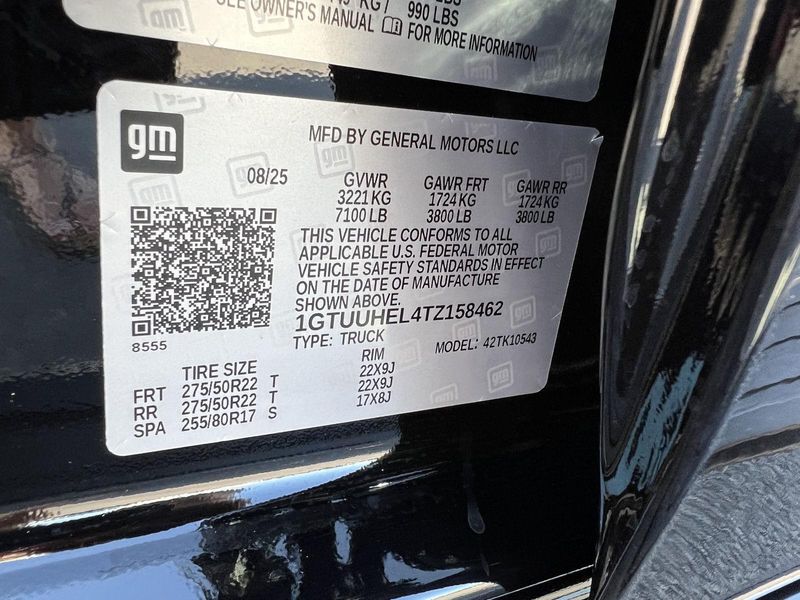 KG / 990 LBS
SEE OWNER'S MANUAL FOR MORE INFORMATION
gm
MFD BY GENERAL MOTORS LLC
08/25
GVWR GAWR FRT GAWR RR
3221 KG 1724 KG 1724 KG
7100 LB 3800 LB 3800 LB
THIS VEHICLE CONFORMS TO ALL
APPLICABLE U.S. FEDERAL MOTOR
VEHICLE SAFETY STANDARDS IN EFFECT
ON THE DATE OF MANUFACTURE
SHOWN ABOVE.
1GTUUHEL4TZ158462
8555
TYPE: TRUCK MODEL: 42TK10543
TIRE SIZE RIM
FRT 275/50R22 T 22X9J
RR 275/50R22 T 22X9J
SPA 255/80R17 S 17X8J